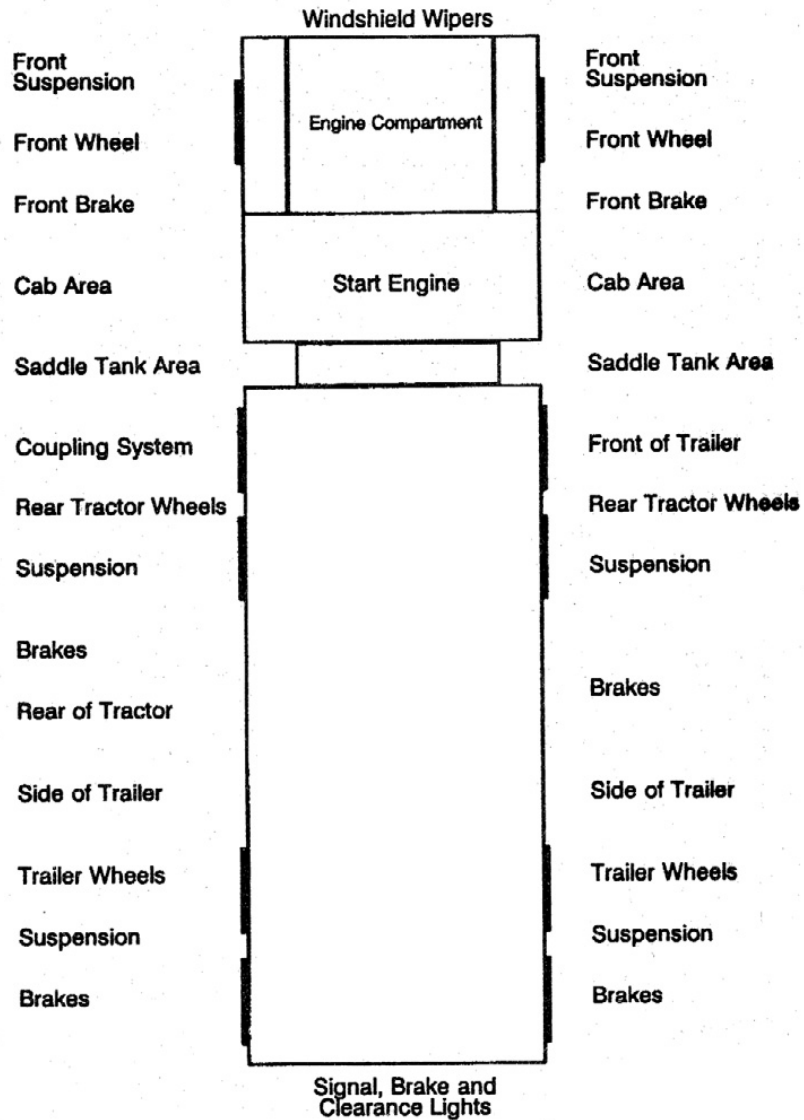 Windshield Wipers
Front
Suspension
Front Wheel
Front Brake
Cab Area
Saddle Tank Area
Coupling System
Rear Tractor Wheels
Suspension
Brakes
Rear of Tractor
Side of Trailer
Trailer Wheels
Suspension
Brakes
Engine Compartment
Start Engine
Front
Suspension
Front Wheel
Front Brake
Cab Area
Saddle Tank Area
Front of Trailer
Rear Tractor Wheels
Suspension
Brakes
Side of Trailer
Trailer Wheels
Suspension
Brakes
Signal, Brake and
Clearance Lights